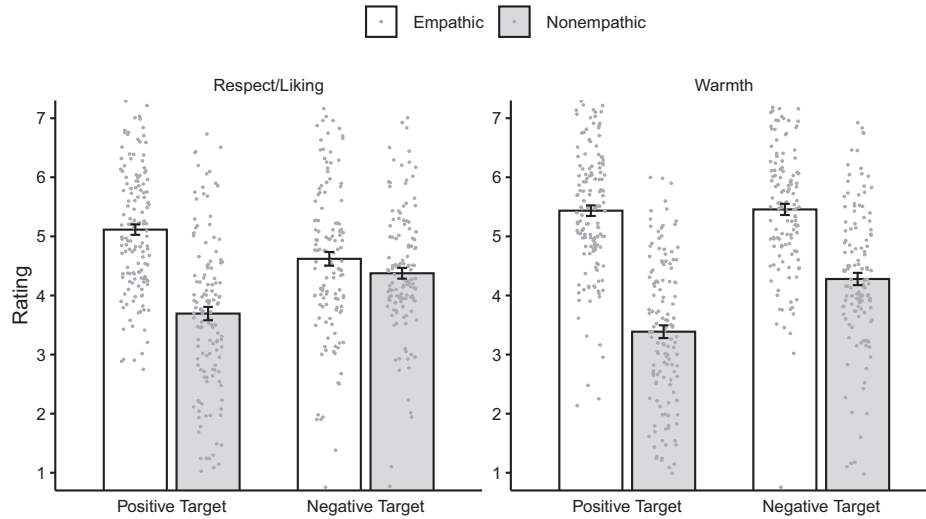 Empathic Nonempathic
Respect/Liking
Warmth
Rating
7
6
5
4
3
2
1
Positive Target Negative Target
7
6
5
4
3
2
1
Positive Target Negative Target